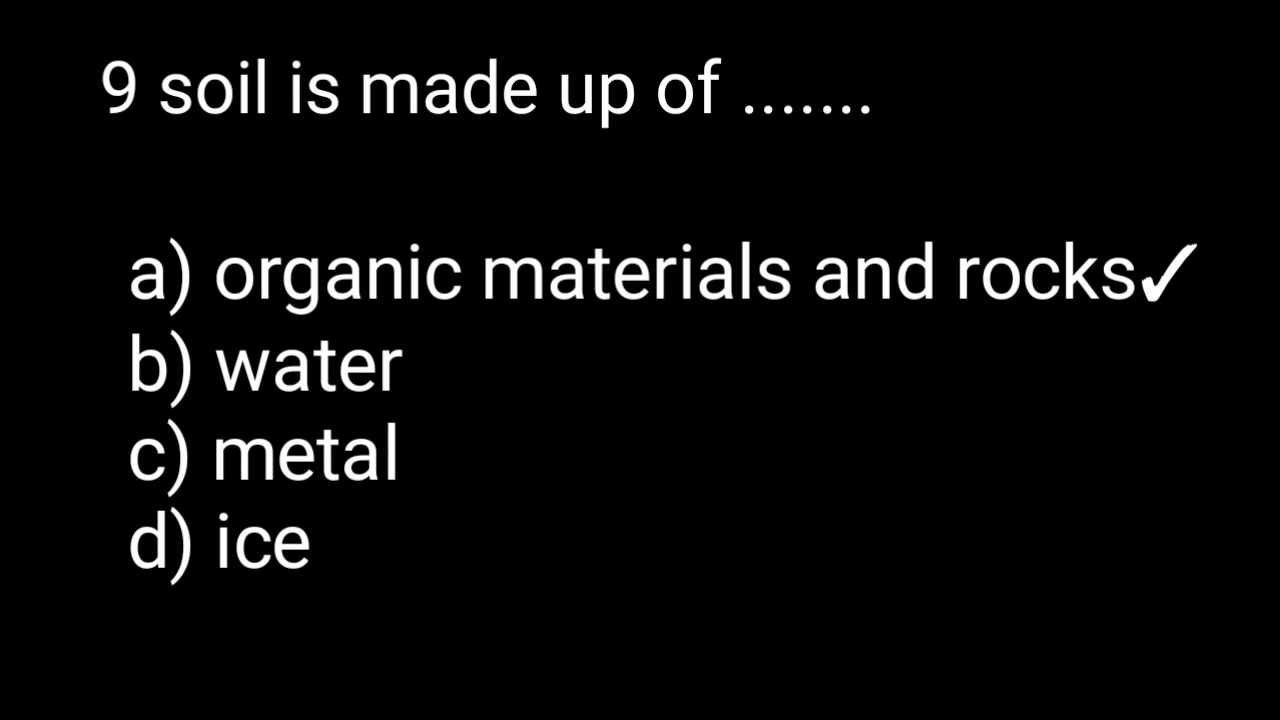 9 soil is made up of .......
a) organic materials and rocks✓
b) water
c) metal
d) ice